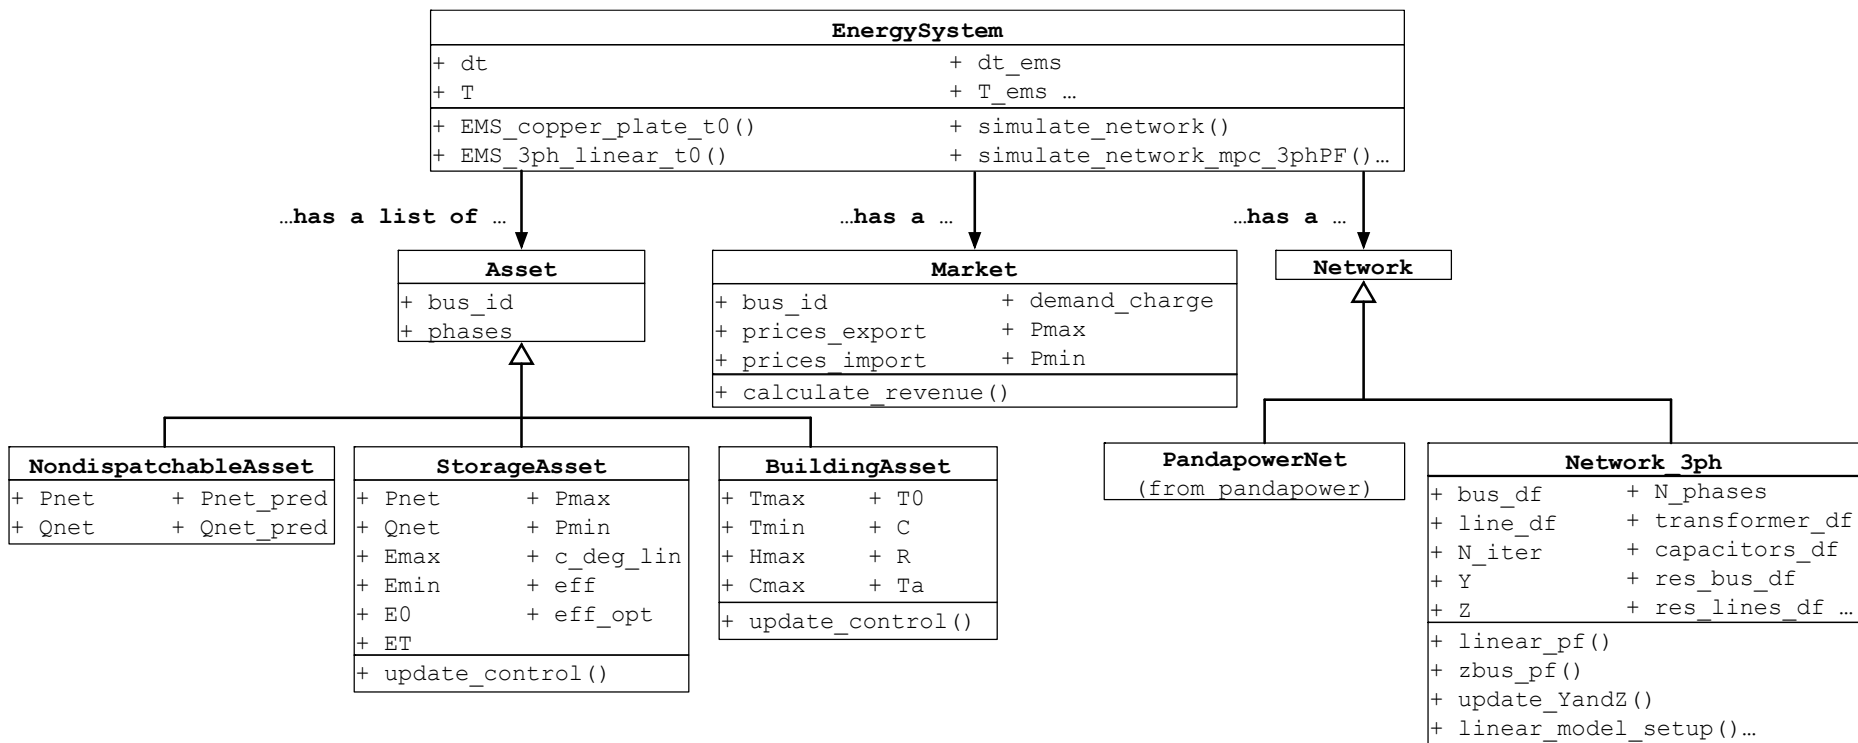 EnergySystem
+ dt + dt_ems
+ T + T_ems …
+ EMS_copper_plate_t0() + simulate_network()
+ EMS_3ph_linear_t0() + simulate_network_mpc_3phPF()…
…has a list of … …has a … …has a …
Asset
+ bus_id
+ phases
Market
+ bus_id + demand_charge
+ prices_export + Pmax
+ prices_import + Pmin
+ calculate_revenue()
Network
NondispatchableAsset
+ Pnet + Pnet_pred
+ Qnet + Qnet_pred
StorageAsset
+ Pnet + Pmax
+ Qnet + Pmin
+ Emax + c_deg_lin
+ Emin + eff
+ E0 + eff_opt
+ ET
+ update_control()
BuildingAsset
+ Tmax + T0
+ Tmin + C
+ Hmax + R
+ Cmax + Ta
+ update_control()
PandapowerNet
(from pandapower)
Network_3ph
+ bus_df + N_phases
+ line_df + transformer_df
+ N_iter + capacitors_df
+ Y + res_bus_df
+ Z + res_lines_df …
+ linear_pf()
+ zbus_pf()
+ update_YandZ()
+ linear_model_setup()…